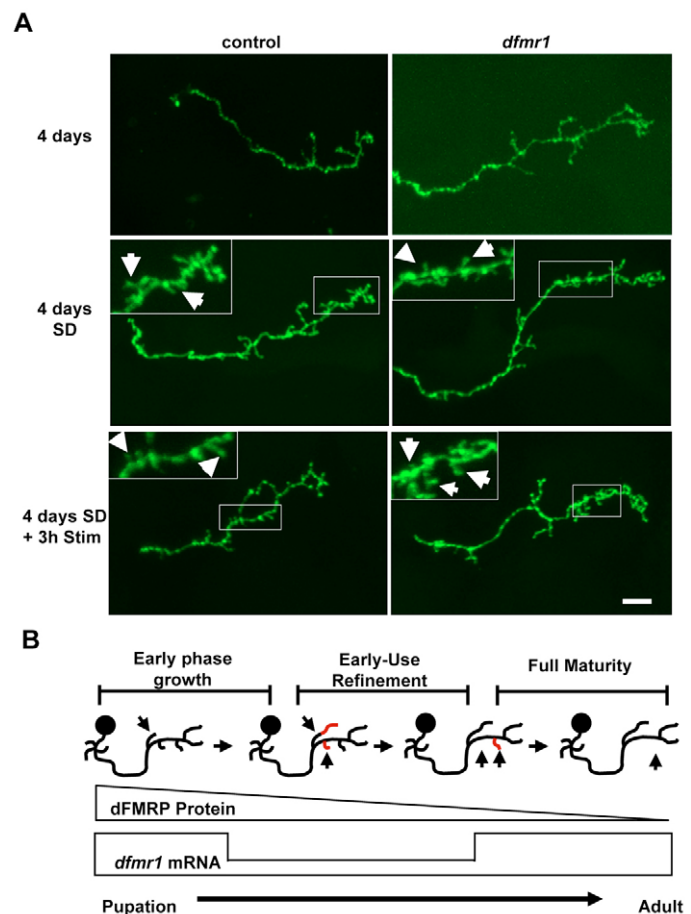 A
control
dfmr1
4 days
4 days
SD
4 days SD
+ 3h Stim
B
Early phase
growth
Early-Use
Refinement
Full Maturity
dFMRP Protein
dfmr1 mRNA
Pupation
Adult